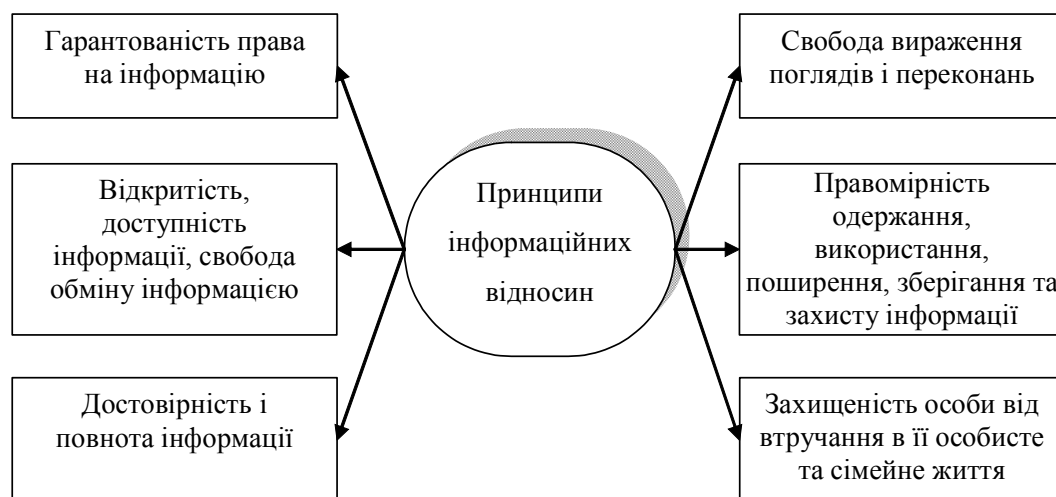 Гарантованість права
на інформацію
Відкритість,
доступність
інформації, свобода
обміну інформацією
Достовірність і
повнота інформації
Принципи
інформаційних
відносин
Свобода вираження
поглядів і переконань
Правомірність
одержання,
використання,
поширення, зберігання та
захисту інформації
Захищеність особи від
втручання в її особисте
та сімейне життя